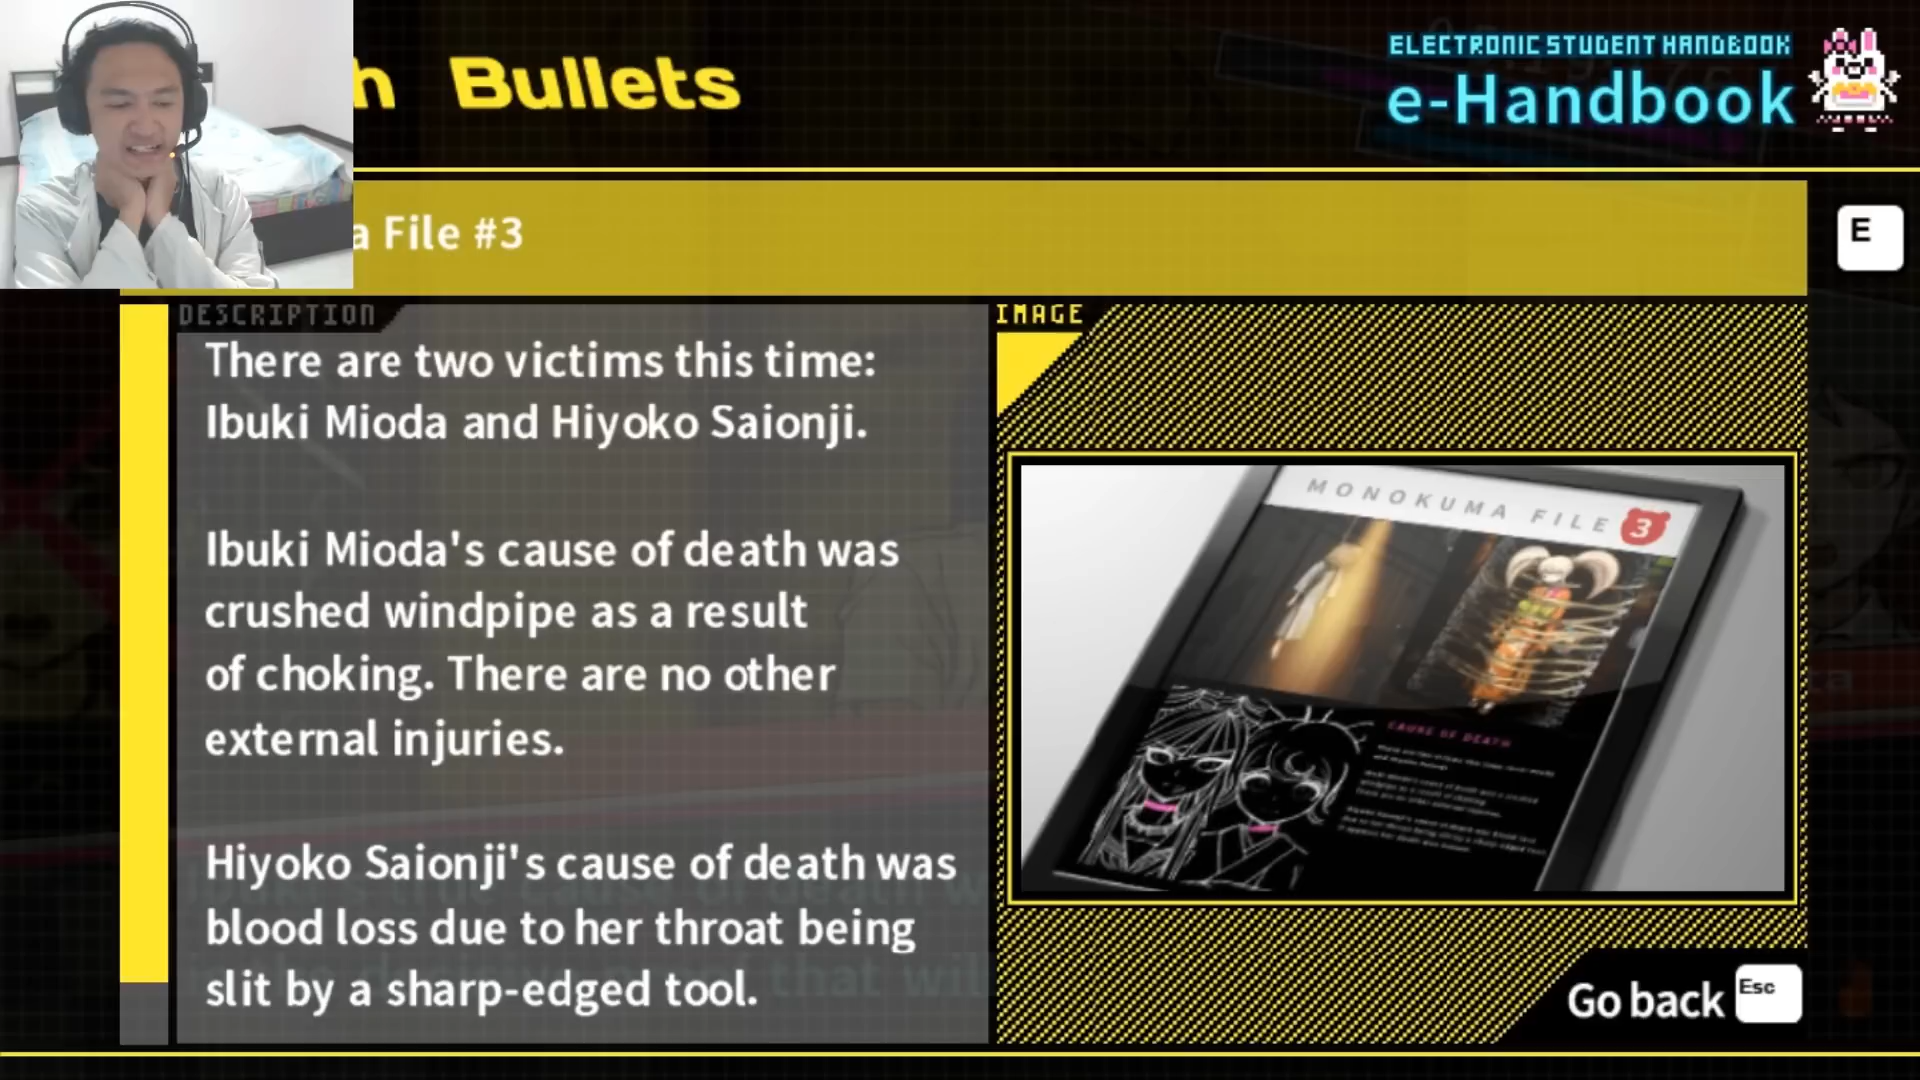 h Bullets
ELECTRONIC STUDENT HANDBOOK
e-Handbook
a File #3
E
DESCRIPTION
There are two victims this time:
Ibuki Mioda and Hiyoko Saionji.
Ibuki Mioda's cause of death was
crushed windpipe as a result
of choking. There are no other
external injuries.
Hiyoko Saionji's cause of death was
blood loss due to her throat being
slit by a sharp-edged tool.
IMAGE
MONOKUMA FILE 3
CAUSE OF DEATH
Go back Esc